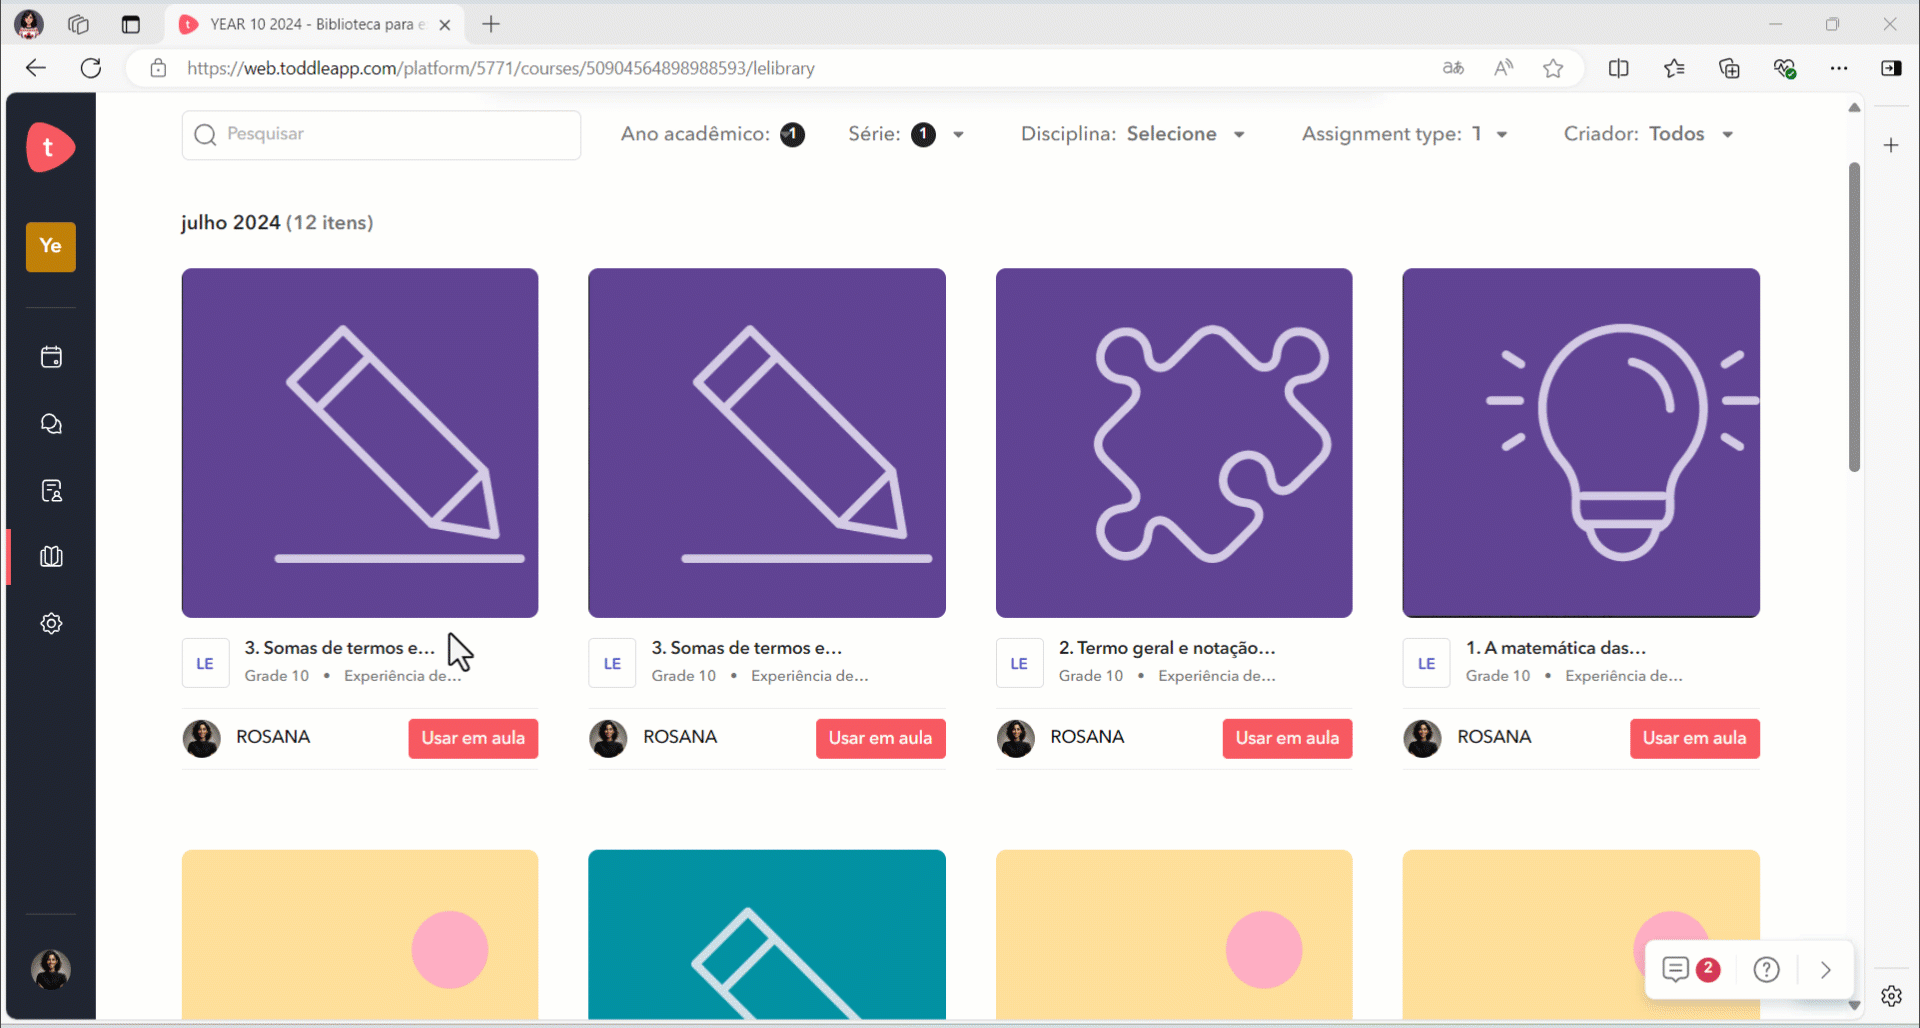 YEAR 10 2024 - Biblioteca para e
https://web.toddleapp.com/platform/5771/courses/50904564898988593/lelibrary
t
Ye
Pesquisar
Ano acadêmico: 1
Série: 1
Disciplina: Selecione
Assignment type: 1
Criador: Todos
julho 2024 (12 itens)
LE
3. Somas de termos e...
Grade 10 • Experiência de...
ROSANA
Usar em aula
LE
3. Somas de termos e...
Grade 10 • Experiência de...
ROSANA
Usar em aula
LE
2. Termo geral e notação...
Grade 10 • Experiência de...
ROSANA
Usar em aula
LE
1. A matemática das...
Grade 10 • Experiência de...
ROSANA
Usar em aula
2